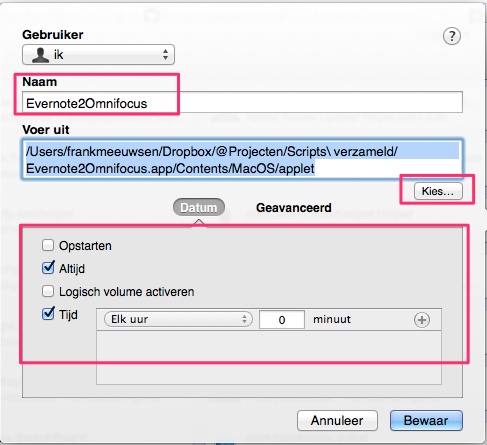 Gebruiker
?
ik
Naam
Evernote2Omnifocus
Voer uit
/Users/frankmeeuwsen/Dropbox/@Projecten/Scripts\ verzameld/
Evernote2Omnifocus.app/Contents/MacOS/applet
Kies...
Datum Geavanceerd
Opstarten
Altijd
Logisch volume activeren
Tijd Elk uur 0 minuut +
Annuleer Bewaar